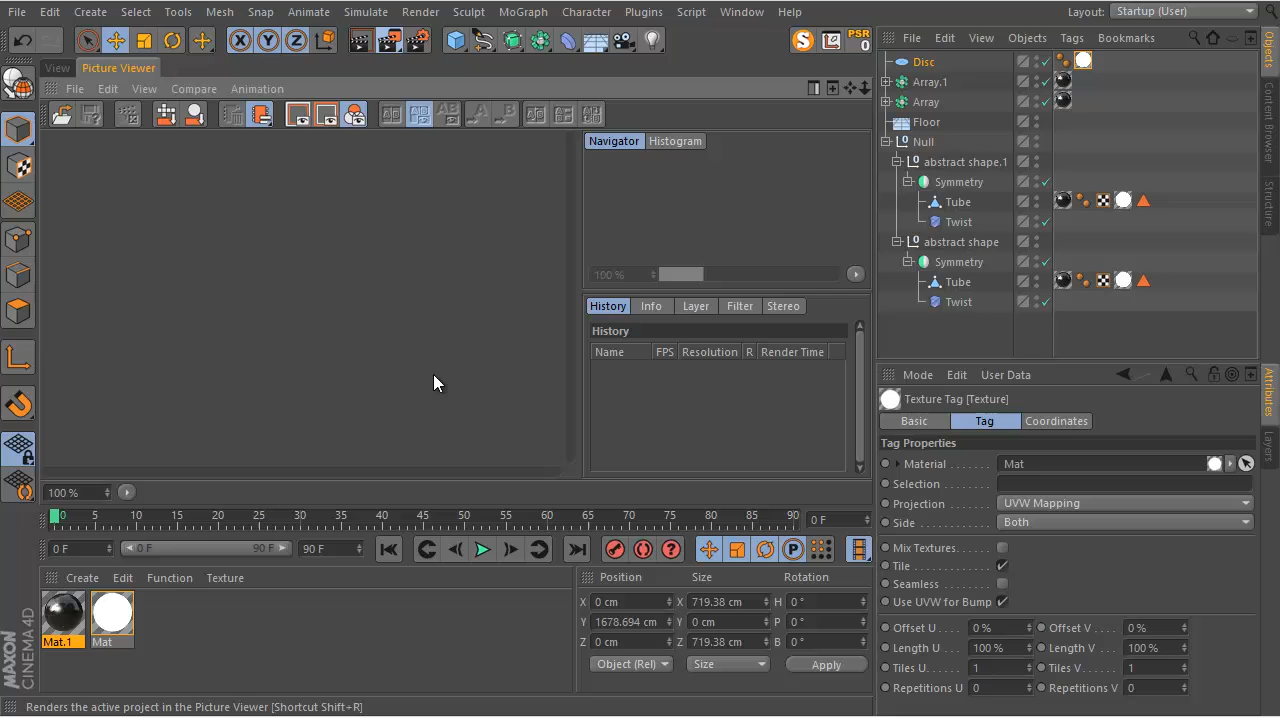 File Edit Create Select Tools Mesh Snap Animate Simulate Render Sculpt MoGraph Character Plugins Script Window Help Layout: Startup (User)
X Y Z S PSR 0
View Picture Viewer
File Edit View Compare Animation
AB A B
Navigator Histogram
100 %
History Info Layer Filter Stereo
History
Name FPS Resolution R Render Time
100 %
0 5 10 15 20 25 30 35 40 45 50 55 60 65 70 75 80 85 90 0 F
0 F 0 F 90 F 90 F
P
Create Edit Function Texture
Mat.1 Mat
MAXON CINEMA 4D
Position Size Rotation
X 0 cm X 719.38 cm H 0 °
Y 1678.694 cm Y 0 cm P 0 °
Z 0 cm Z 719.38 cm B 0 °
Object (Rel) Size Apply
Renders the active project in the Picture Viewer [Shortcut Shift+R]
File Edit View Objects Tags Bookmarks
Disc
Array.1
Array
Floor
Null
abstract shape.1
Symmetry
Tube
Twist
abstract shape
Symmetry
Tube
Twist
Objects
Content Browser
Structure
Mode Edit User Data
Texture Tag [Texture]
Basic Tag Coordinates
Tag Properties
Material Mat
Selection
Projection UVW Mapping
Side Both
Mix Textures
Tile
Seamless
Use UVW for Bump
Offset U 0 % Offset V 0 %
Length U 100 % Length V 100 %
Tiles U 1 Tiles V 1
Repetitions U 0 Repetitions V 0
Attributes
Layers